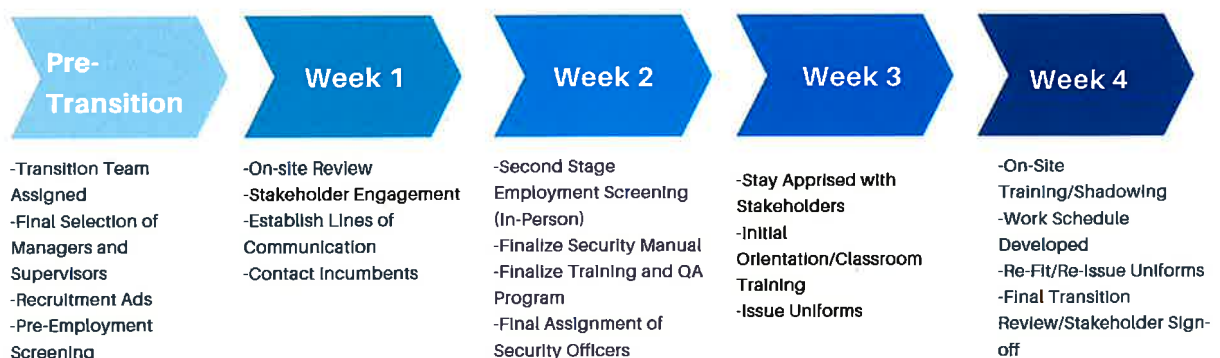 Pre-
Transition
-Transition Team
Assigned
-Final Selection of
Managers and
Supervisors
-Recruitment Ads
-Pre-Employment
Screening
Week 1
-On-site Review
-Stakeholder Engagement
-Establish Lines of
Communication
-Contact Incumbents
Week 2
-Second Stage
Employment Screening
(In-Person)
-Finalize Security Manual
-Finalize Training and QA
Program
-Final Assignment of
Security Officers
Week 3
-Stay Apprised with
Stakeholders
-Initial
Orientation/Classroom
Training
-Issue Uniforms
Week 4
-On-Site
Training/Shadowing
-Work Schedule
Developed
-Re-Fit/Re-Issue Uniforms
-Final Transition
Review/Stakeholder Sign-
off